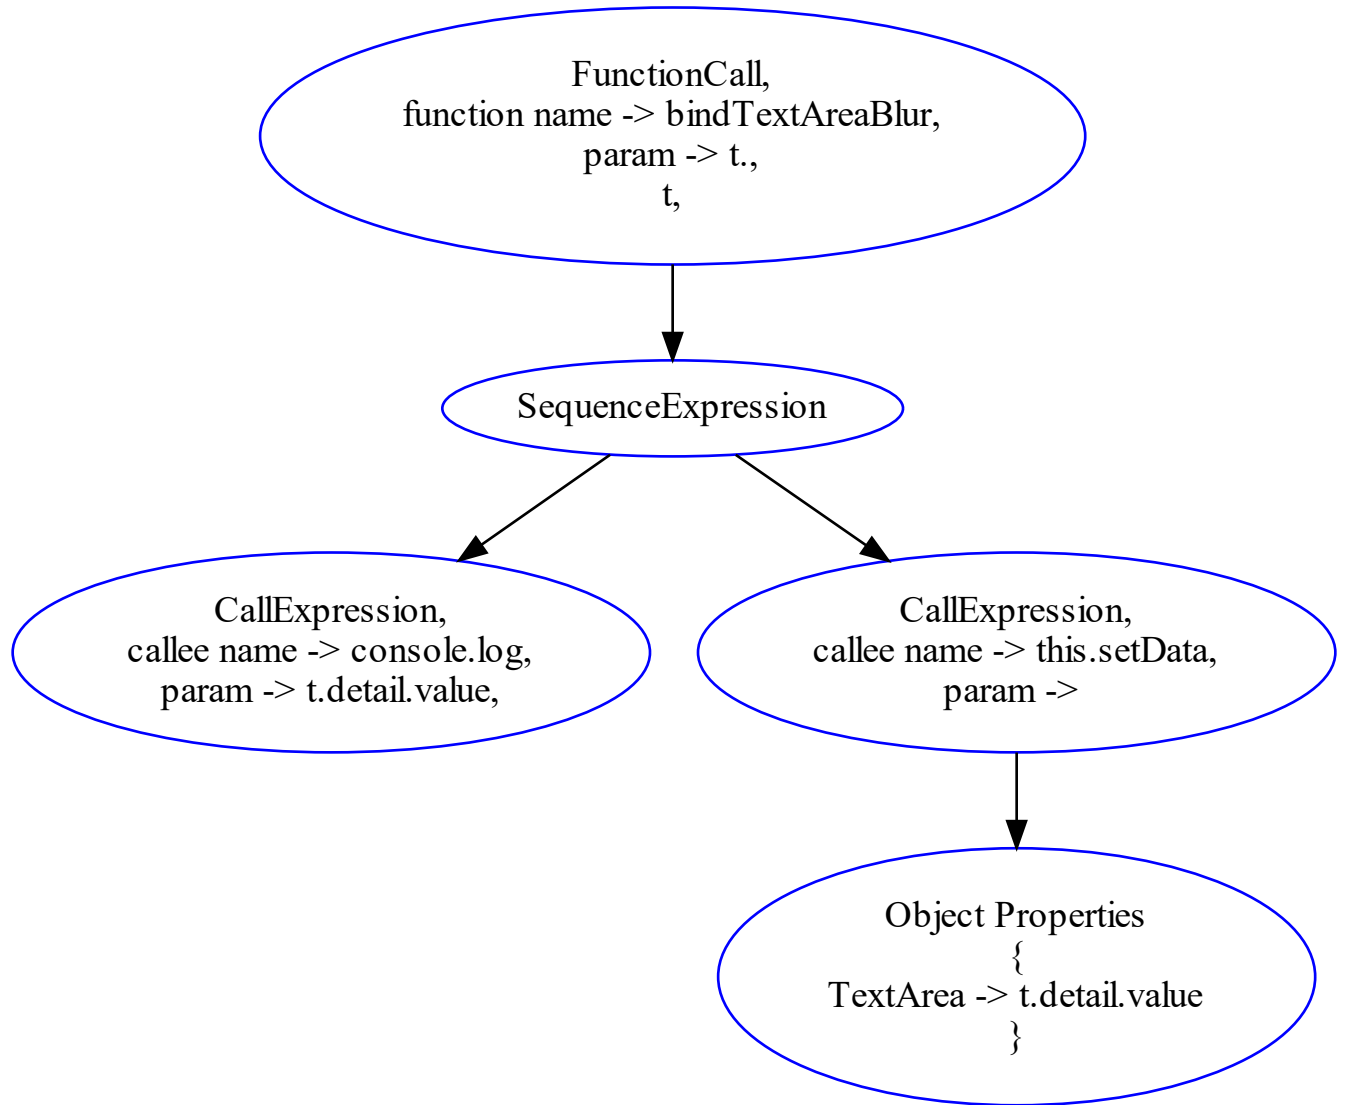 FunctionCall,
function name -> bindTextAreaBlur,
param -> t.,
t,
SequenceExpression
CallExpression,
callee name -> console.log,
param -> t.detail.value,
CallExpression,
callee name -> this.setData,
param ->
Object Properties
{
TextArea -> t.detail.value
}